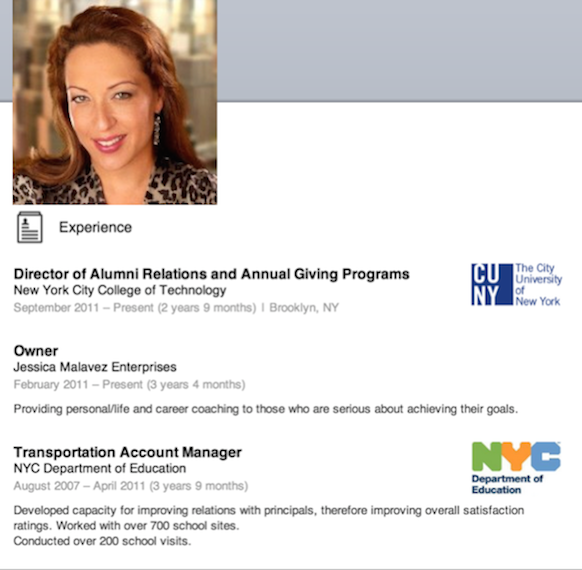 Experience
Director of Alumni Relations and Annual Giving Programs
New York City College of Technology
September 2011 – Present (2 years 9 months) | Brooklyn, NY
CU
NY
The City
University
of
New York
Owner
Jessica Malavez Enterprises
February 2011 – Present (3 years 4 months)
Providing personal/life and career coaching to those who are serious about achieving their goals.
Transportation Account Manager
NYC Department of Education
August 2007 – April 2011 (3 years 9 months)
NYC
Department of
Education
Developed capacity for improving relations with principals, therefore improving overall satisfaction
ratings. Worked with over 700 school sites.
Conducted over 200 school visits.